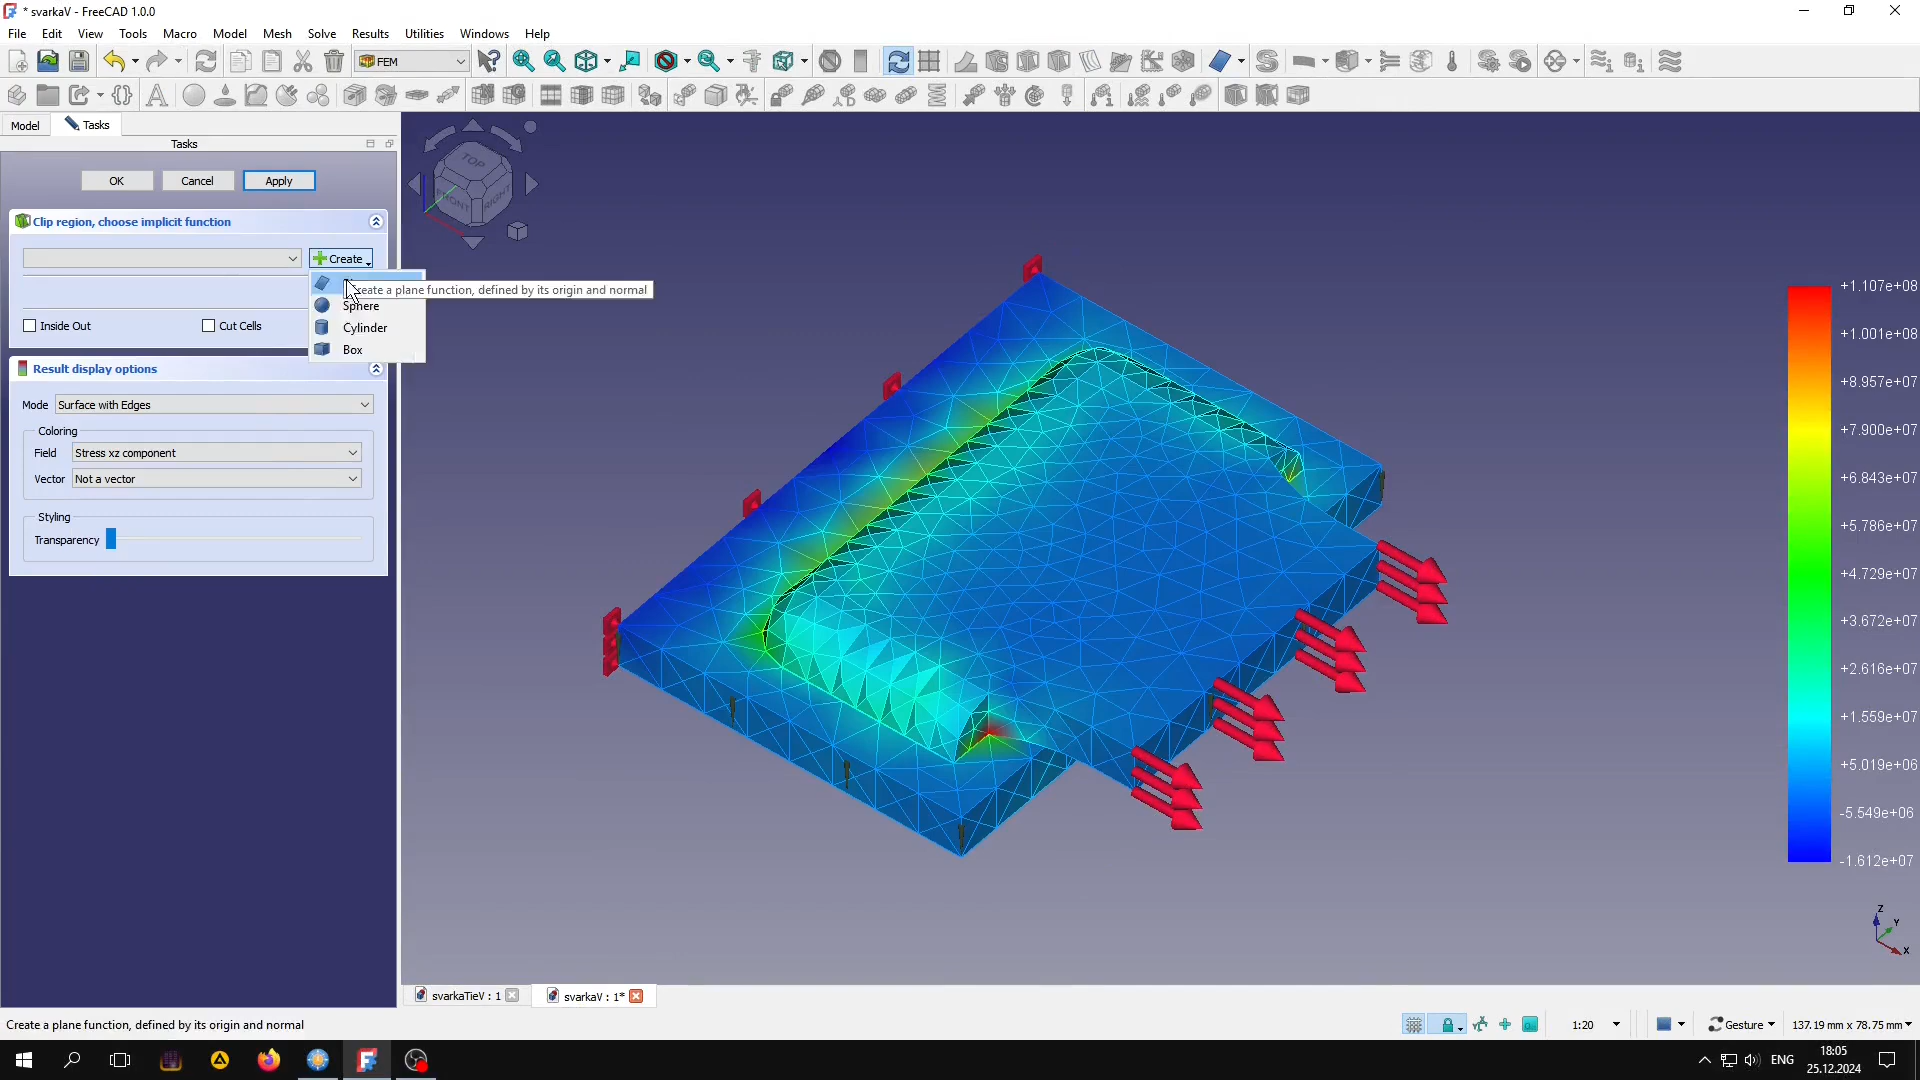 * svarkaV - FreeCAD 1.0.0
File Edit View Tools Macro Model Mesh Solve Results Utilities Windows Help
FEM
Model Tasks
Tasks
OK Cancel Apply
Clip region, choose implicit function
Create
Create a plane function, defined by its origin and normal
Sphere
Inside Out Cut Cells Cylinder
Box
Result display options
Mode Surface with Edges
Coloring
Field Stress xz component
Vector Not a vector
Styling
Transparency
TOP
FRONT RIGHT
+1.107e+08
+1.001e+08
+8.957e+07
+7.900e+07
+6.843e+07
+5.786e+07
+4.729e+07
+3.672e+07
+2.616e+07
+1.559e+07
+5.019e+06
-5.549e+06
-1.612e+07
Z
Y
X
svarkaTieV : 1 svarkaV : 1*
Create a plane function, defined by its origin and normal
1:20 Gesture 137.19 mm x 78.75 mm
ENG
18:05
25.12.2024